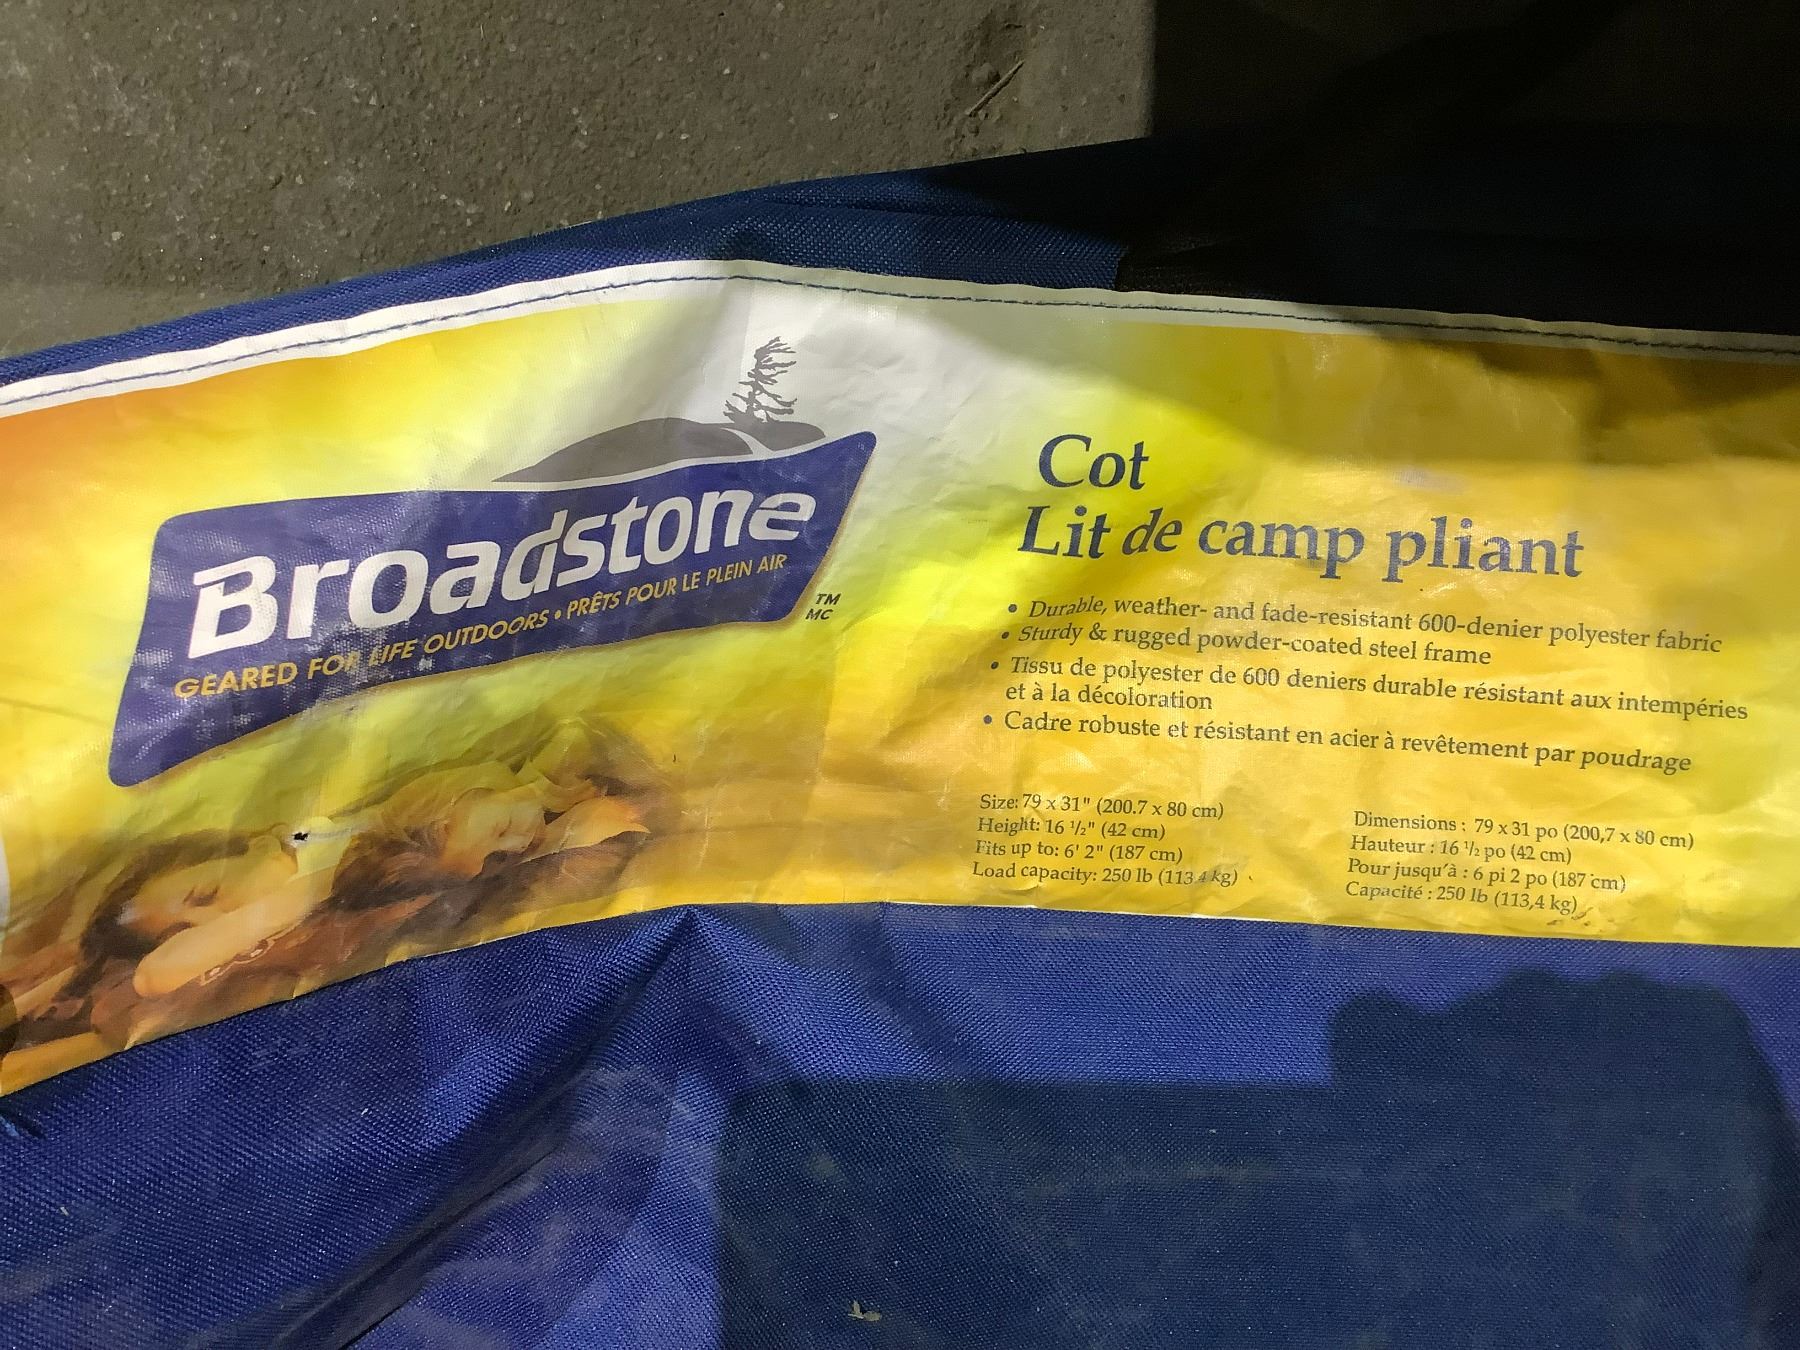 Broadstone
GEARED FOR LIFE OUTDOORS • PRÊTS POUR LE PLEIN AIR
TM
MC
Cot
Lit de camp pliant
• Durable, weather- and fade-resistant 600-denier polyester fabric
• Sturdy & rugged powder-coated steel frame
• Tissu de polyester de 600 deniers durable résistant aux intempéries
et à la décoloration
• Cadre robuste et résistant en acier à revêtement par poudrage
Size: 79 x 31" (200.7 x 80 cm)
Height: 16 1/2" (42 cm)
Fits up to: 6' 2" (187 cm)
Load capacity: 250 lb (113.4 kg)
Dimensions : 79 x 31 po (200,7 x 80 cm)
Hauteur : 16 1/2 po (42 cm)
Pour jusqu'à : 6 pi 2 po (187 cm)
Capacité : 250 lb (113,4 kg)